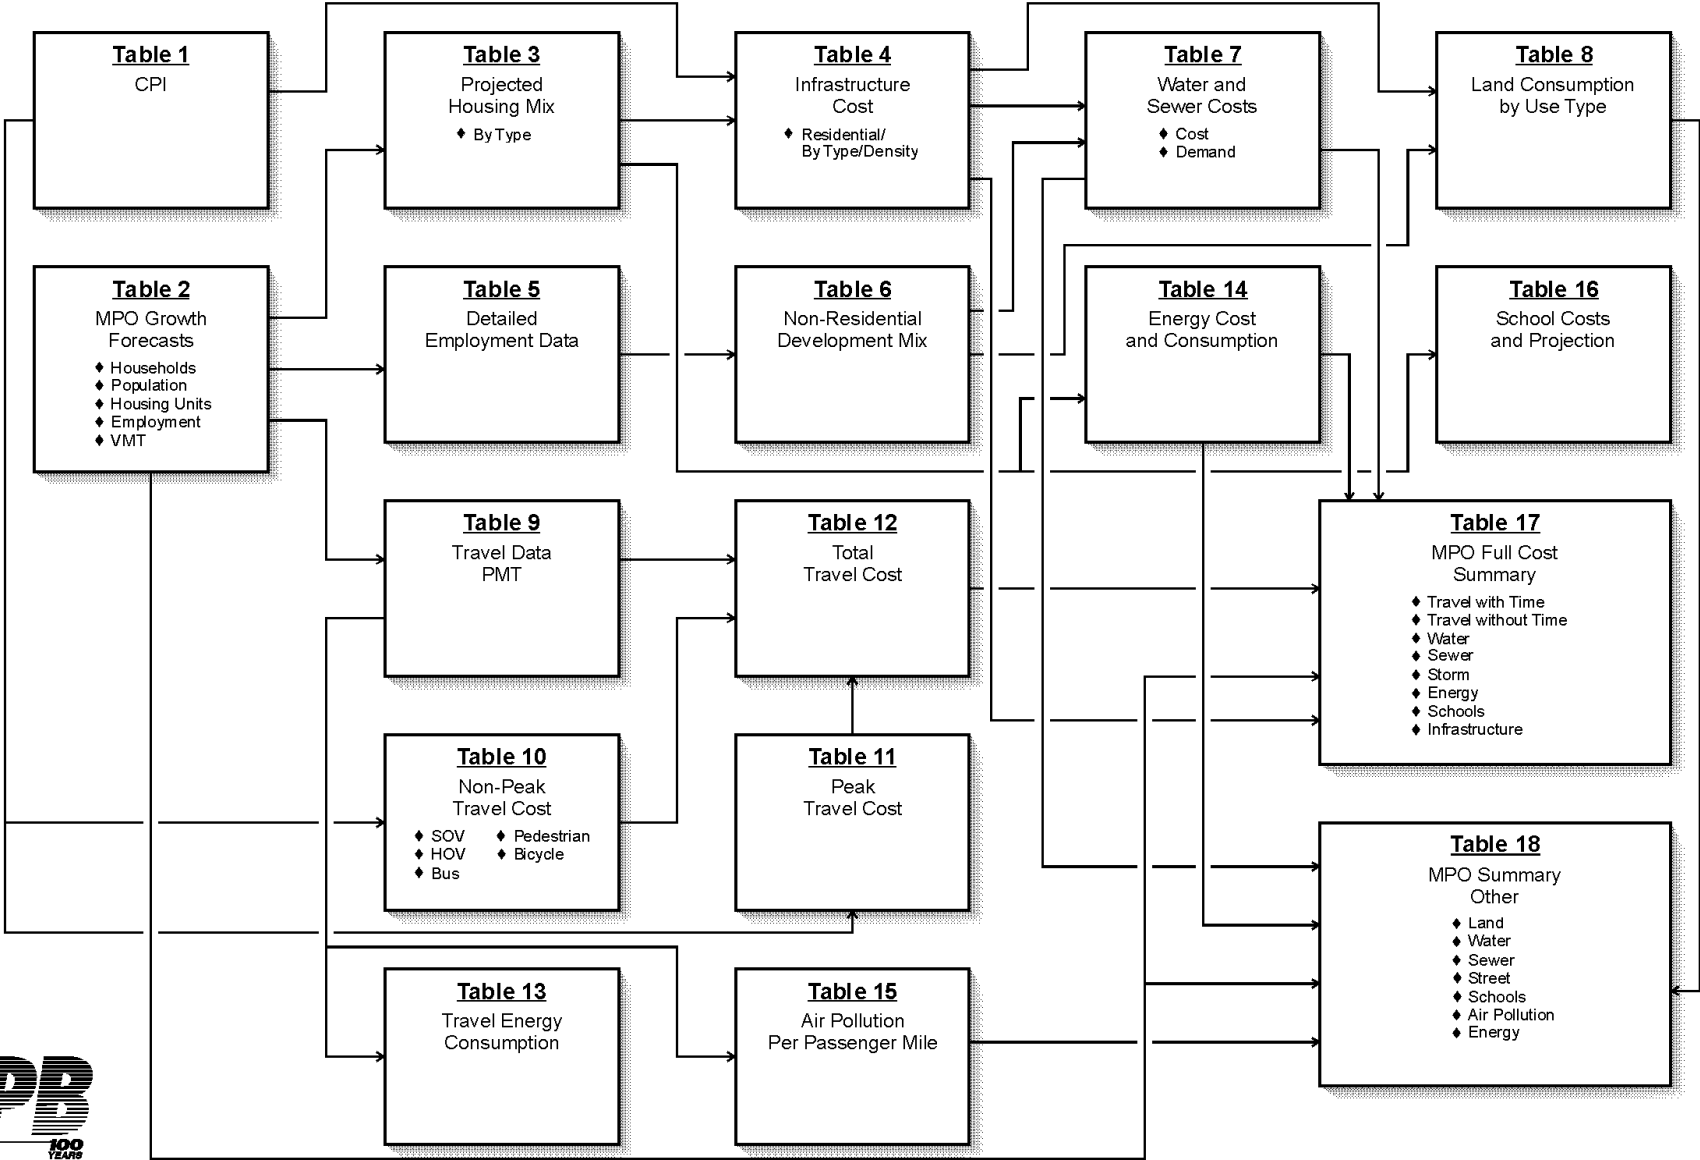 Table 1
CPI
Table 3
Projected
Housing Mix
♦ By Type
Table 4
Infrastructure
Cost
♦ Residential/
By Type/Density
Table 7
Water and
Sewer Costs
♦ Cost
♦ Demand
Table 8
Land Consumption
by Use Type
Table 2
MPO Growth
Forecasts
♦ Households
♦ Population
♦ Housing Units
♦ Employment
♦ VMT
Table 5
Detailed
Employment Data
Table 6
Non-Residential
Development Mix
Table 14
Energy Cost
and Consumption
Table 16
School Costs
and Projection
Table 9
Travel Data
PMT
Table 12
Total
Travel Cost
Table 17
MPO Full Cost
Summary
♦ Travel with Time
♦ Travel without Time
♦ Water
♦ Sewer
♦ Storm
♦ Energy
♦ Schools
♦ Infrastructure
Table 10
Non-Peak
Travel Cost
♦ SOV ♦ Pedestrian
♦ HOV ♦ Bicycle
♦ Bus
Table 11
Peak
Travel Cost
Table 18
MPO Summary
Other
♦ Land
♦ Water
♦ Sewer
♦ Street
♦ Schools
♦ Air Pollution
♦ Energy
Table 13
Travel Energy
Consumption
Table 15
Air Pollution
Per Passenger Mile
PB
100
YEARS